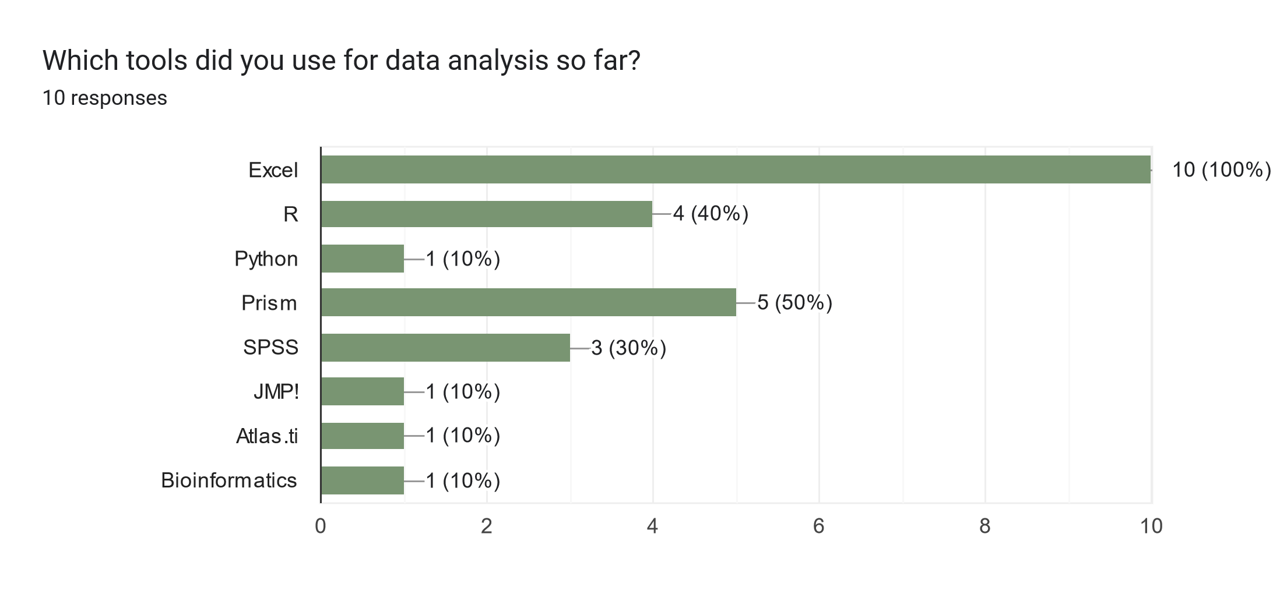 Which tools did you use for data analysis so far?
10 responses
Excel 10 (100%)
R 4 (40%)
Python 1 (10%)
Prism 5 (50%)
SPSS 3 (30%)
JMP! 1 (10%)
Atlas.ti 1 (10%)
Bioinformatics 1 (10%)
0 2 4 6 8 10